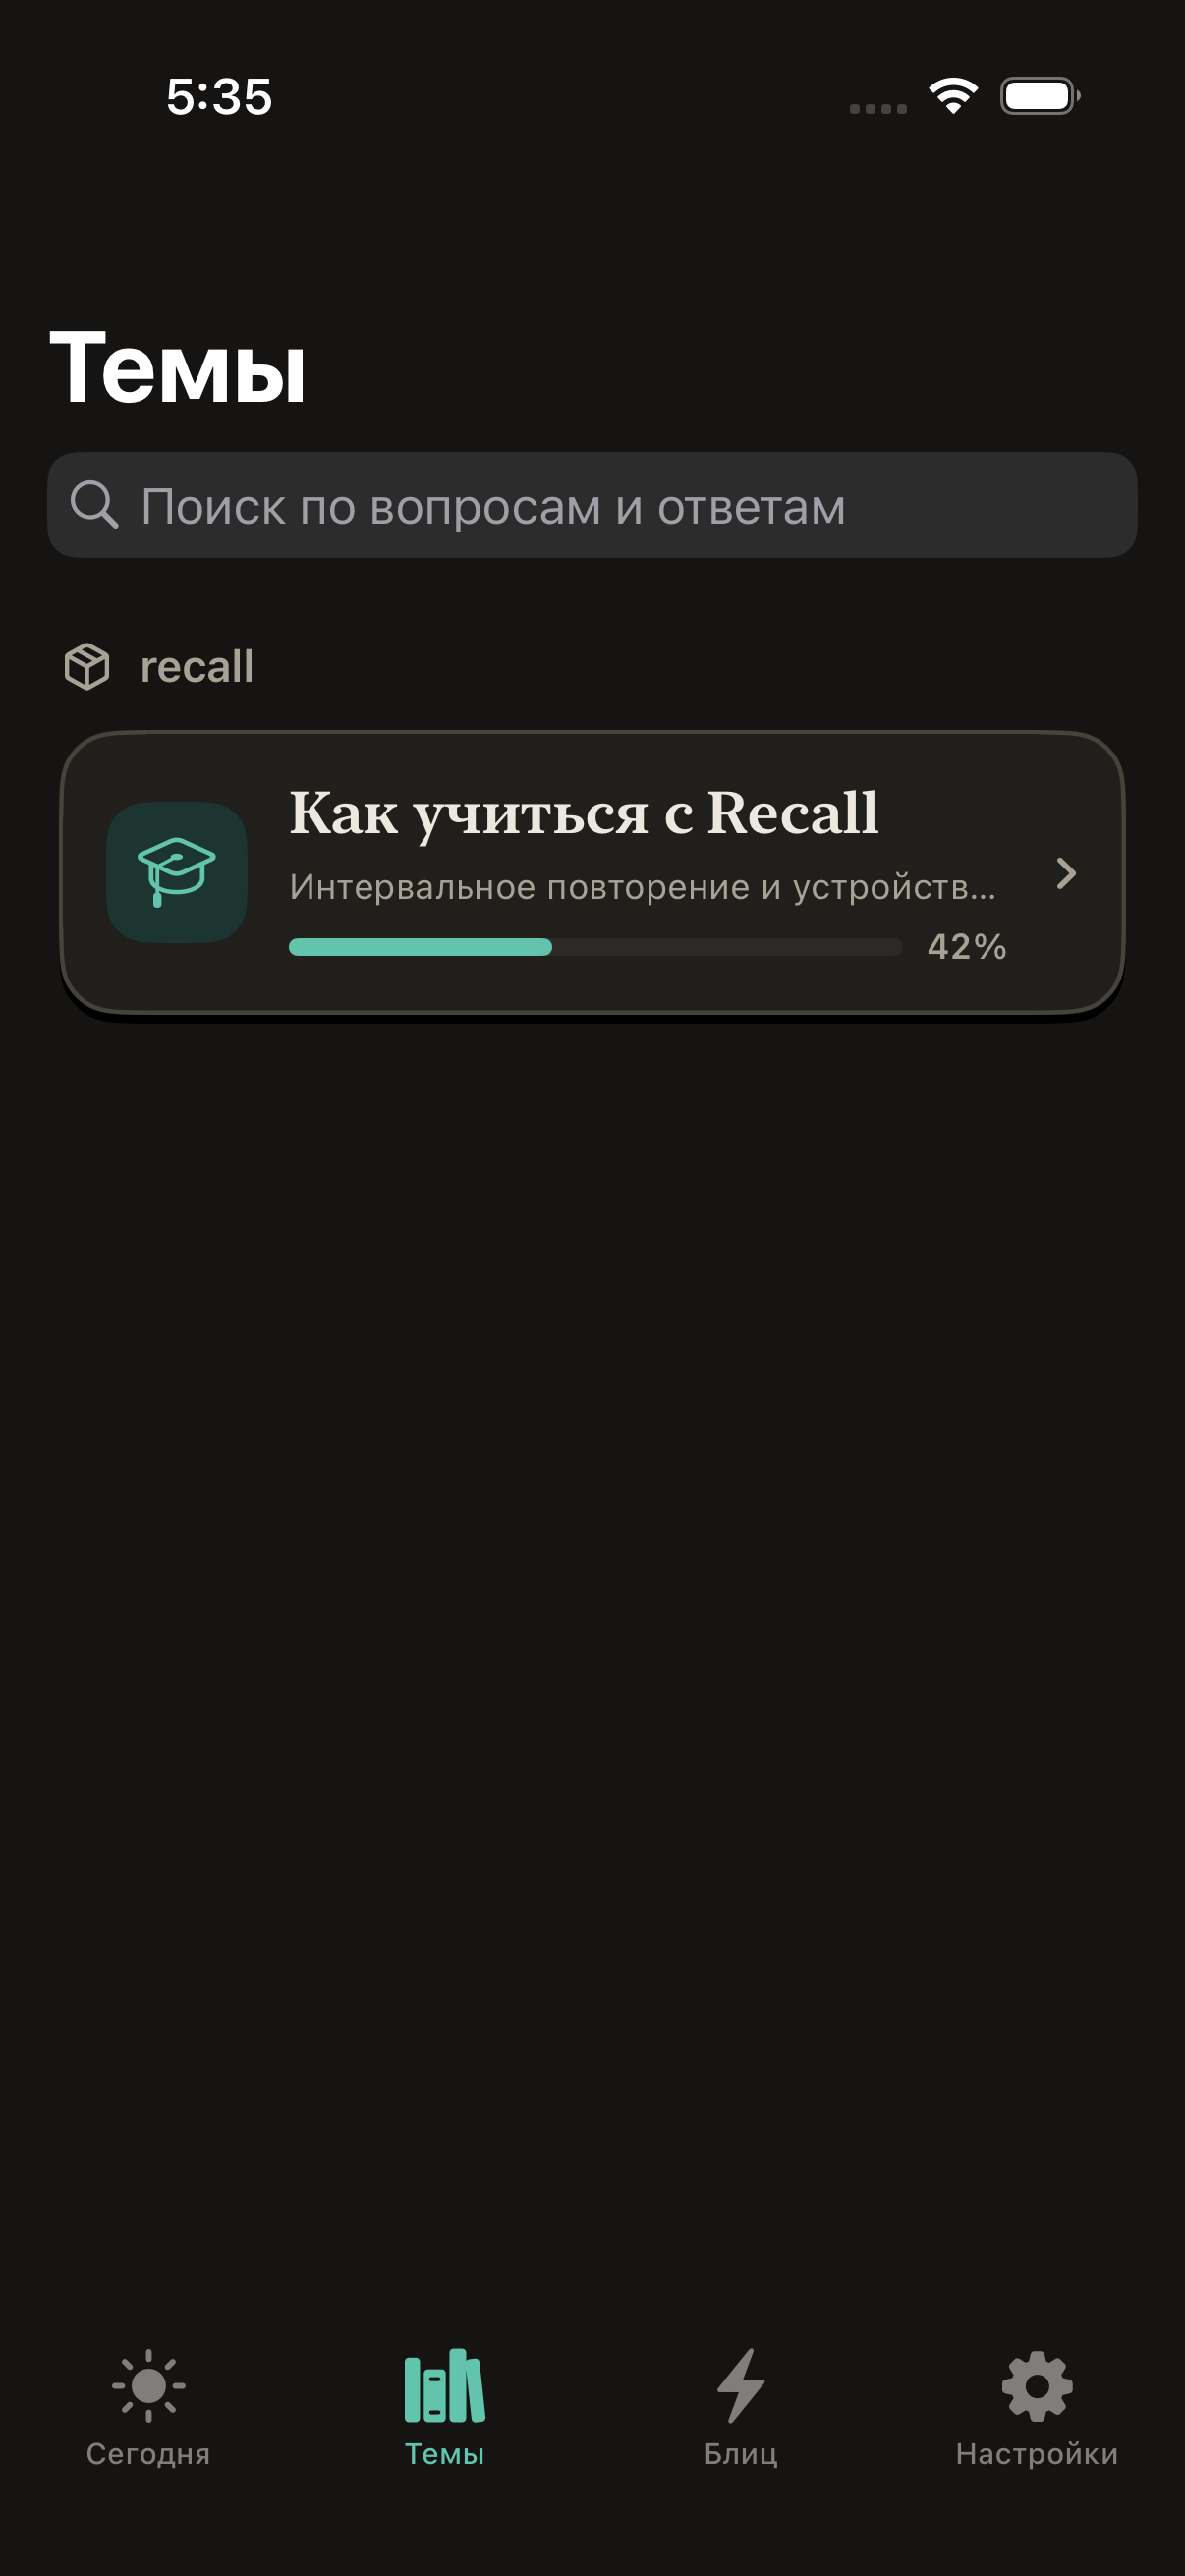 5:35
Темы
Поиск по вопросам и ответам
recall
Как учиться с Recall
Интервальное повторение и устройств...
42%
Сегодня
Темы
Блиц
Настройки